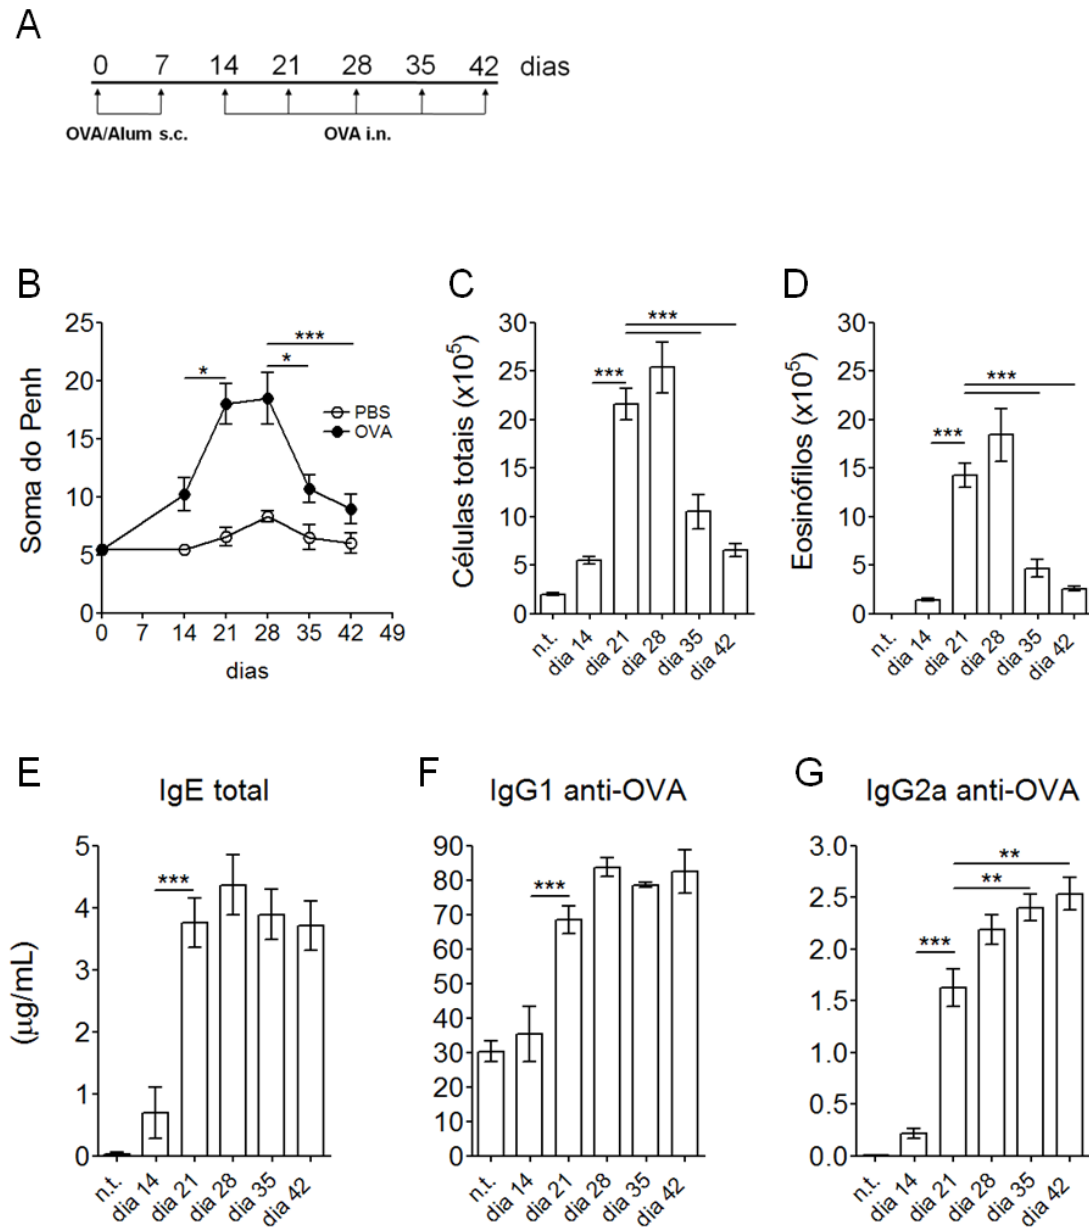 A
0 7 14 21 28 35 42 dias
OVA/Alum s.c. OVA i.n.
B
Soma do Penh
25
20
15
10
5
0
*
***
*
PBS
OVA
0 7 14 21 28 35 42 49
dias
C
Células totais (x10⁵)
30
25
20
15
10
5
0
***
***
n.t. dia 14 dia 21 dia 28 dia 35 dia 42
D
Eosinófilos (x10⁵)
30
25
20
15
10
5
0
***
***
n.t. dia 14 dia 21 dia 28 dia 35 dia 42
E
IgE total
(µg/mL)
5
4
3
2
1
0
***
n.t. dia 14 dia 21 dia 28 dia 35 dia 42
F
IgG1 anti-OVA
90
80
70
60
50
40
30
20
10
0
***
n.t. dia 14 dia 21 dia 28 dia 35 dia 42
G
IgG2a anti-OVA
3.0
2.5
2.0
1.5
1.0
0.5
0.0
**
**
***
n.t. dia 14 dia 21 dia 28 dia 35 dia 42